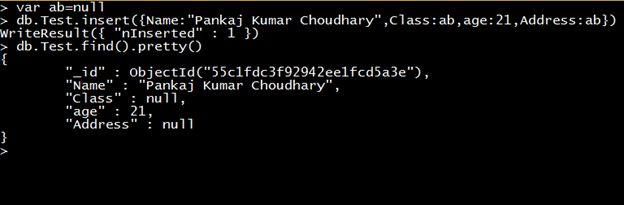 > var ab=null
> db.Test.insert({Name:"Pankaj Kumar Choudhary",Class:ab,age:21,Address:ab})
WriteResult({ "nInserted" : 1 })
> db.Test.find().pretty()
{
        "_id" : ObjectId("55c1fdc3f92942ee1fcd5a3e"),
        "Name" : "Pankaj Kumar Choudhary",
        "Class" : null,
        "age" : 21,
        "Address" : null
}
>